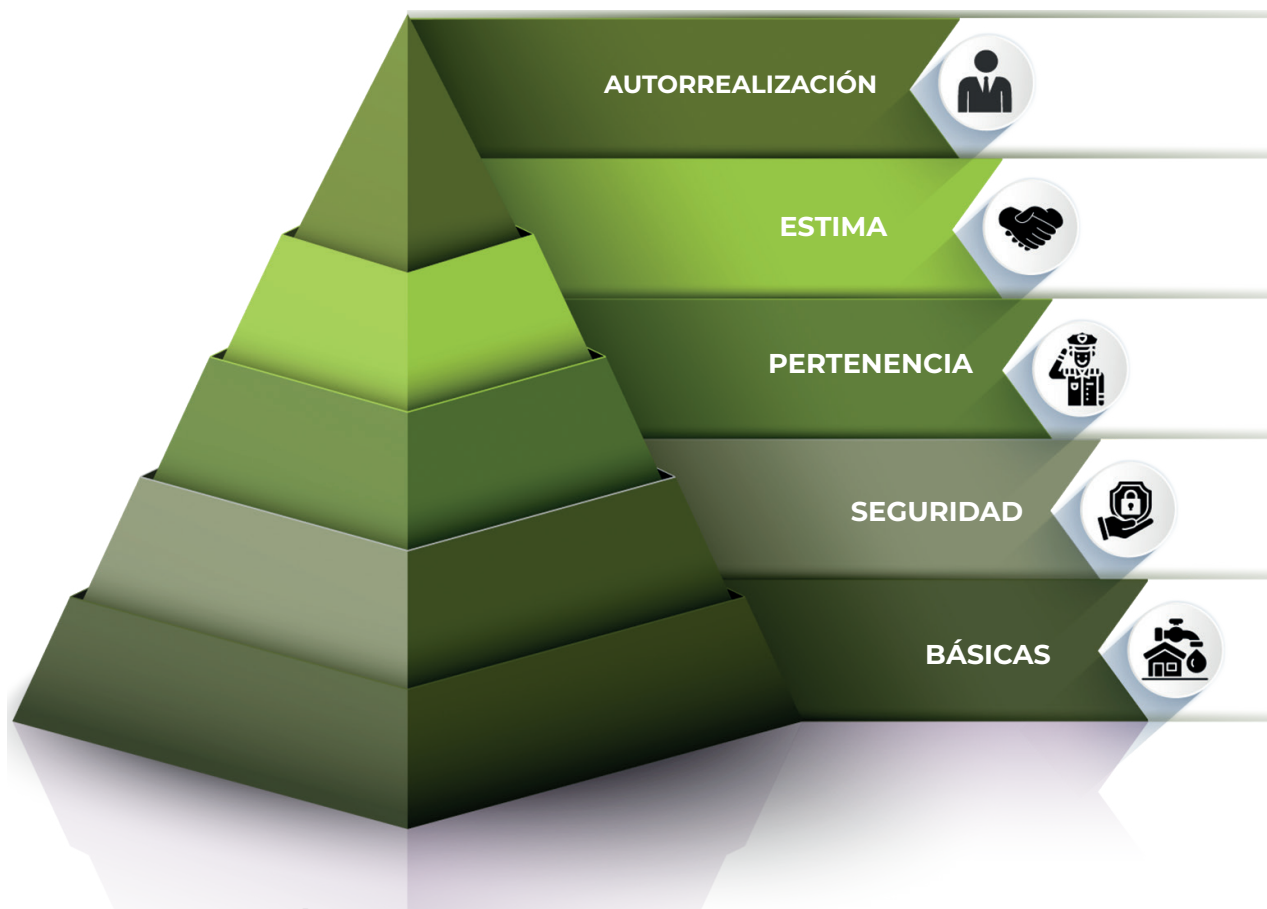 AUTORREALIZACIÓN
ESTIMA
PERTENENCIA
SEGURIDAD
BÁSICAS